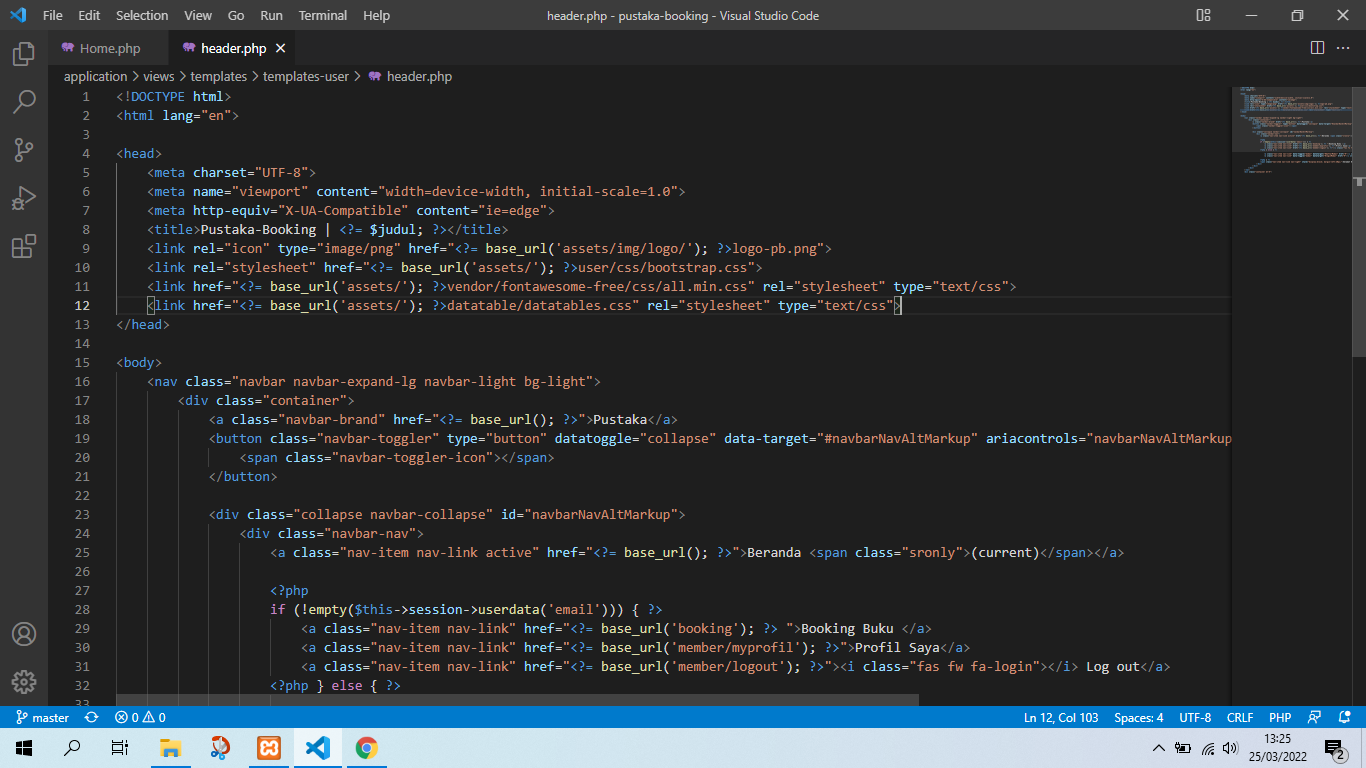 File Edit Selection View Go Run Terminal Help
header.php - pustaka-booking - Visual Studio Code
Home.php
header.php
application > views > templates > templates-user > header.php
1 <!DOCTYPE html>
2 <html lang="en">
3
4 <head>
5 <meta charset="UTF-8">
6 <meta name="viewport" content="width=device-width, initial-scale=1.0">
7 <meta http-equiv="X-UA-Compatible" content="ie=edge">
8 <title>Pustaka-Booking | <?= $judul; ?></title>
9 <link rel="icon" type="image/png" href="<?= base_url('assets/img/logo/'); ?>logo-pb.png">
10 <link rel="stylesheet" href="<?= base_url('assets/'); ?>user/css/bootstrap.css">
11 <link href="<?= base_url('assets/'); ?>vendor/fontawesome-free/css/all.min.css" rel="stylesheet" type="text/css">
12 <link href="<?= base_url('assets/'); ?>datatable/datatables.css" rel="stylesheet" type="text/css">
13 </head>
14
15 <body>
16 <nav class="navbar navbar-expand-lg navbar-light bg-light">
17 <div class="container">
18 <a class="navbar-brand" href="<?= base_url(); ?>">Pustaka</a>
19 <button class="navbar-toggler" type="button" datatoggle="collapse" data-target="#navbarNavAltMarkup" ariacontrols="navbarNavAltMarkup
20 <span class="navbar-toggler-icon"></span>
21 </button>
22
23 <div class="collapse navbar-collapse" id="navbarNavAltMarkup">
24 <div class="navbar-nav">
25 <a class="nav-item nav-link active" href="<?= base_url(); ?>">Beranda <span class="sronly">(current)</span></a>
26
27 <?php
28 if (!empty($this->session->userdata('email'))) { ?>
29 <a class="nav-item nav-link" href="<?= base_url('booking'); ?> ">Booking Buku </a>
30 <a class="nav-item nav-link" href="<?= base_url('member/myprofil'); ?>">Profil Saya</a>
31 <a class="nav-item nav-link" href="<?= base_url('member/logout'); ?>"><i class="fas fw fa-login"></i> Log out</a>
32 <?php } else { ?>
33
master
0 0
Ln 12, Col 103 Spaces: 4 UTF-8 CRLF PHP
13:25
25/03/2022
2